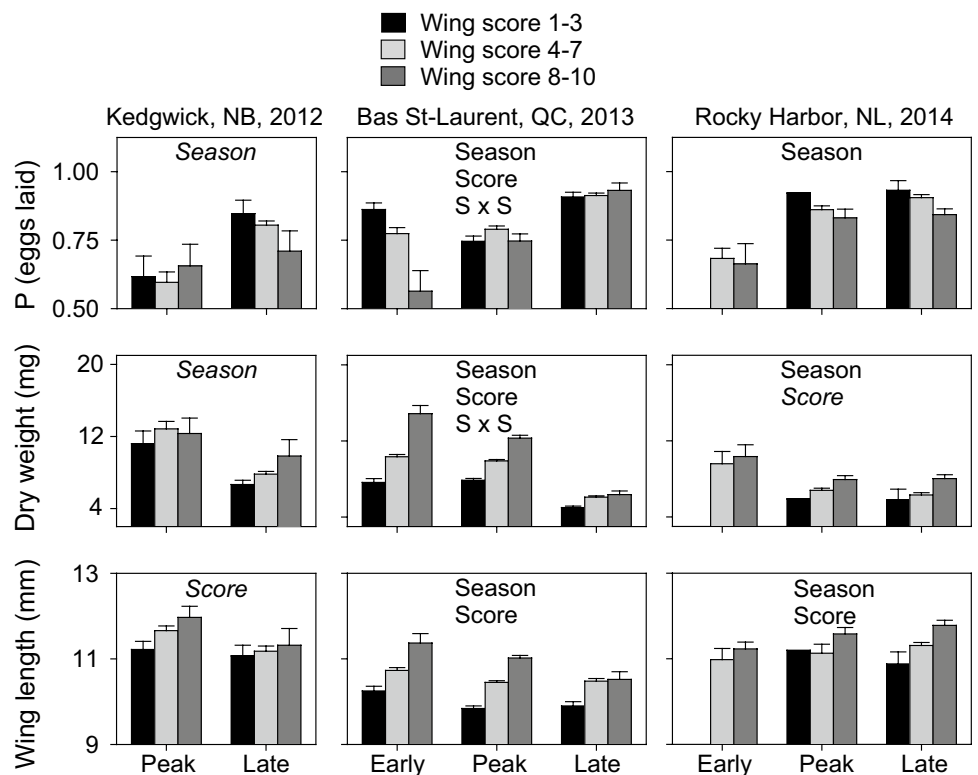 Wing score 1-3
Wing score 4-7
Wing score 8-10
Kedgwick, NB, 2012
Bas St-Laurent, QC, 2013
Rocky Harbor, NL, 2014
P (eggs laid)
1.00
0.75
0.50
Season
Season
Score
S x S
Season
Dry weight (mg)
20
12
4
Season
Season
Score
S x S
Season
Score
Wing length (mm)
13
11
9
Score
Season
Score
Season
Score
Peak Late
Early Peak Late
Early Peak Late